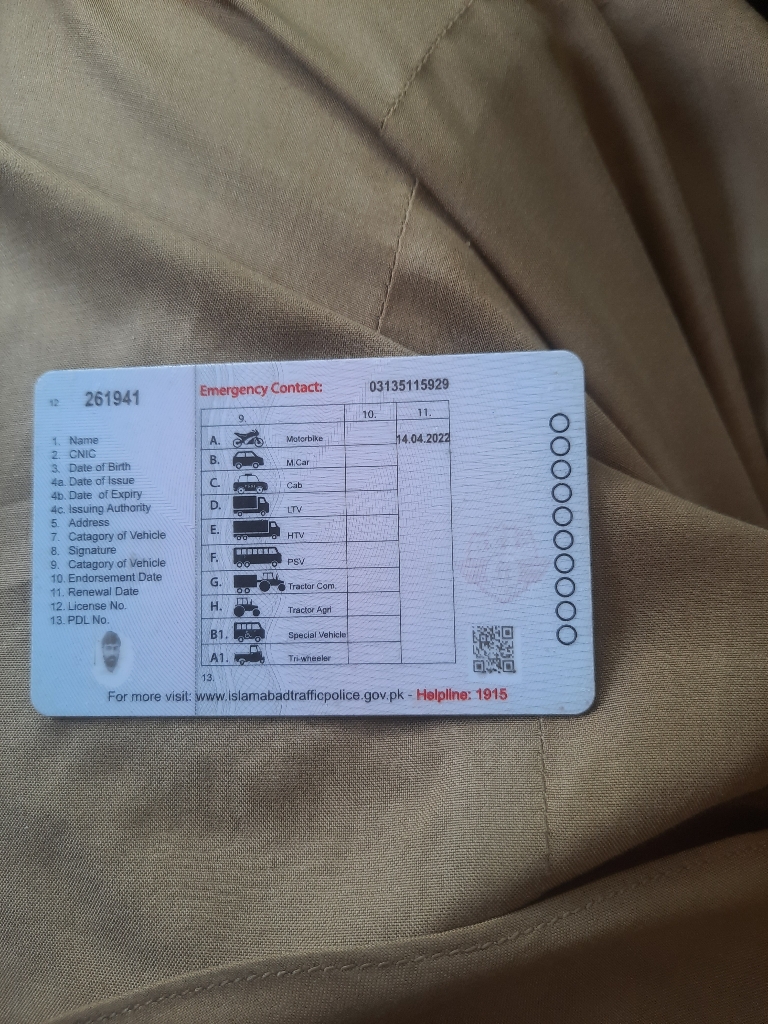 12. 261941
Emergency Contact: 03135115929
9. 10. 11.
1. Name
2. CNIC
3. Date of Birth
4a. Date of Issue
4b. Date of Expiry
4c. Issuing Authority
5. Address
7. Catagory of Vehicle
8. Signature
9. Catagory of Vehicle
10. Endorsement Date
11. Renewal Date
12. License No.
13. PDL No.
A. Motorbike 14.04.2022
B. M.Car
C. Cab
D. LTV
E. HTV
F. PSV
G. Tractor Com.
H. Tractor Agri
B1. Special Vehicle
A1. Tri-wheeler
13.
For more visit: www.islamabadtrafficpolice.gov.pk - Helpline: 1915